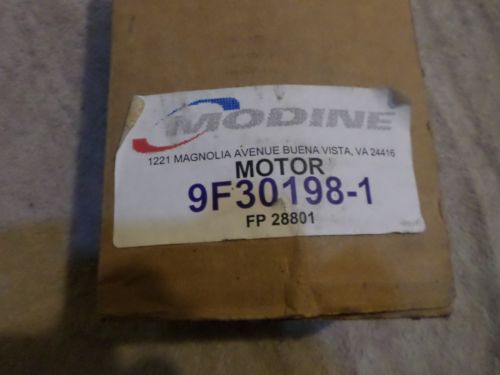 MODINE
1221 MAGNOLIA AVENUE BUENA VISTA, VA 24416
MOTOR
9F30198-1
FP 28801